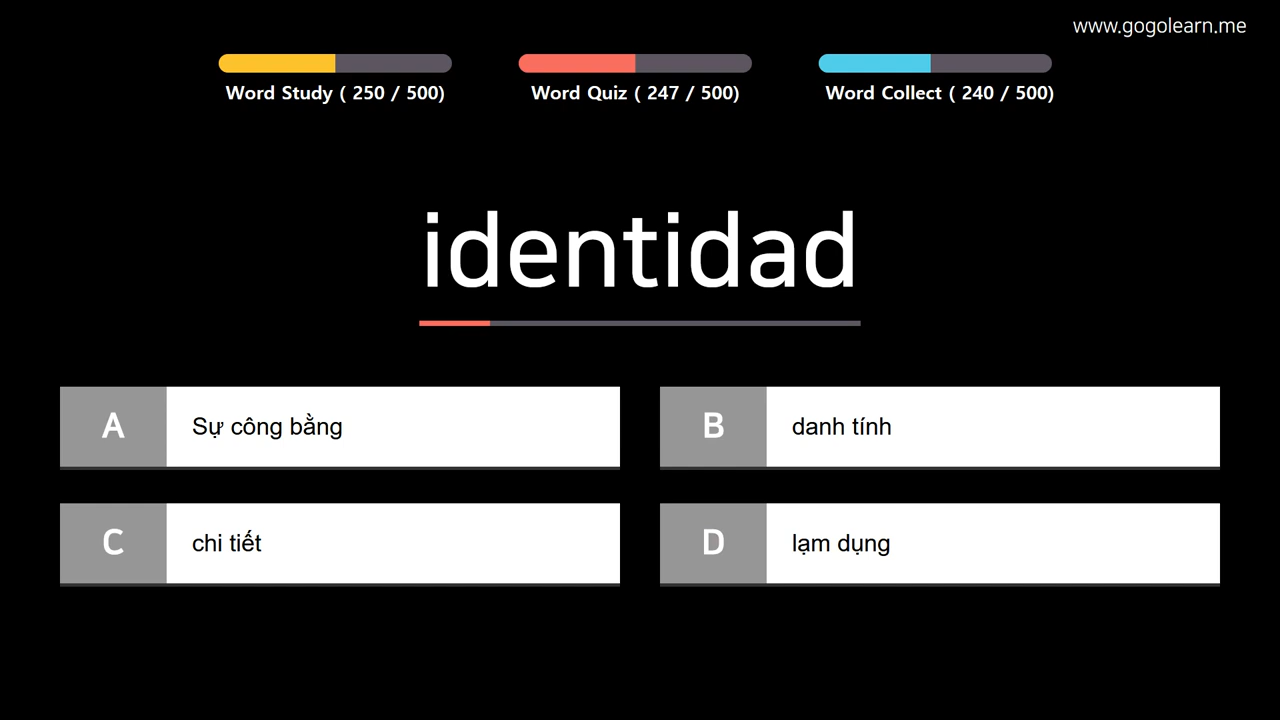 www.gogolearn.me
Word Study ( 250 / 500)
Word Quiz ( 247 / 500)
Word Collect ( 240 / 500)
identidad
A
Sự công bằng
B
danh tính
C
chi tiết
D
lạm dụng